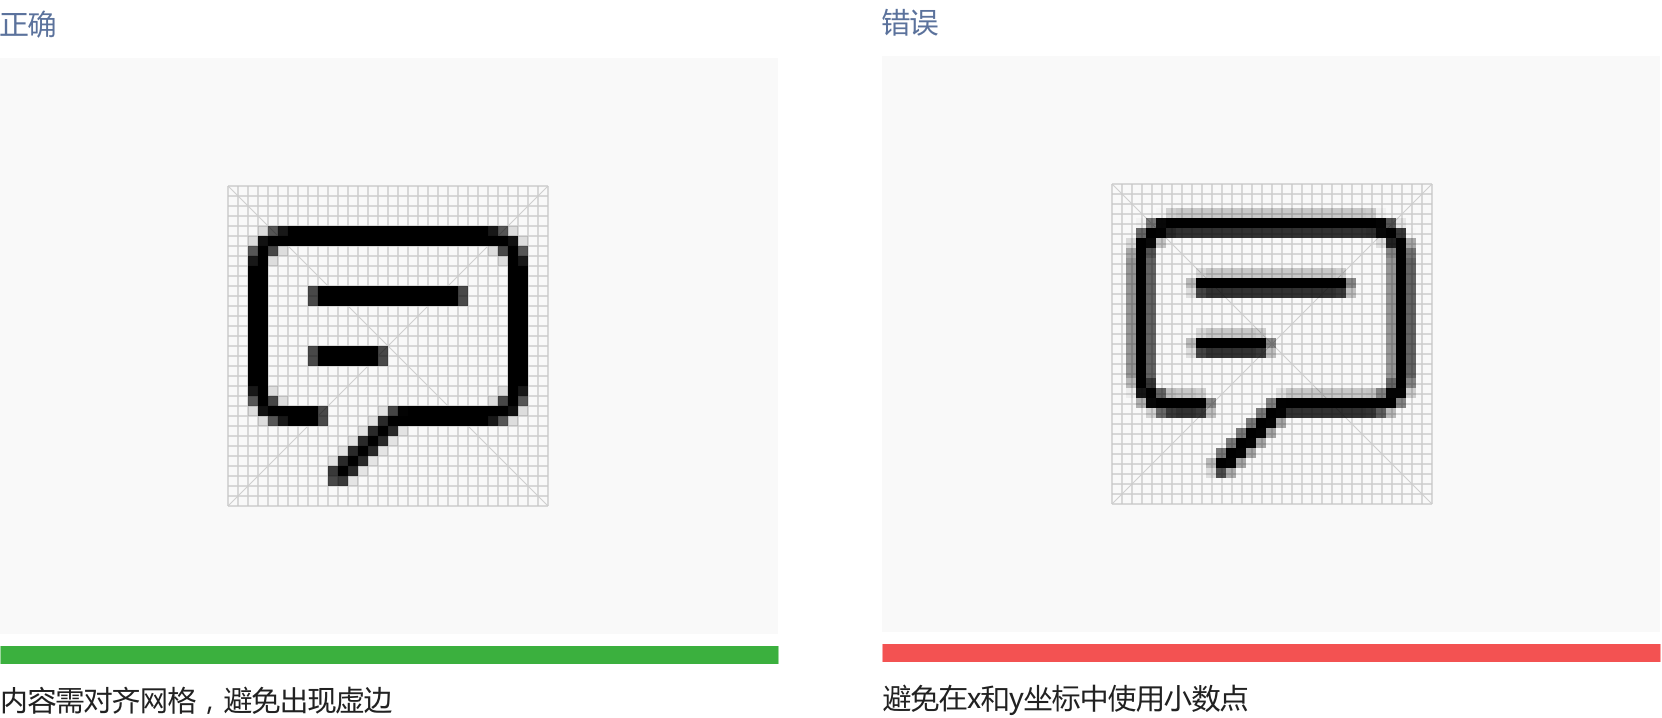 正确
错误
内容需对齐网格，避免出现虚边
避免在x和y坐标中使用小数点